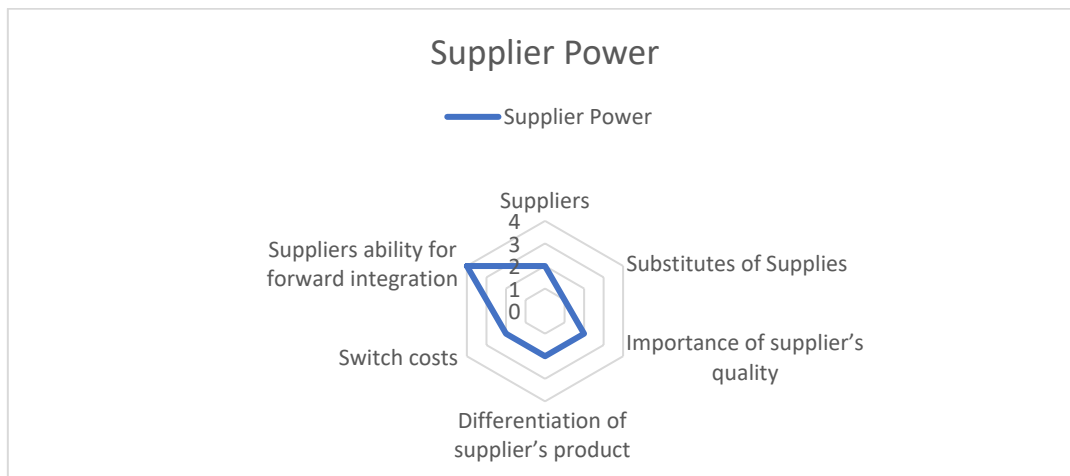 Supplier Power
Supplier Power
Suppliers
4
3
2
1
0
Substitutes of Supplies
Importance of supplier’s
quality
Differentiation of
supplier’s product
Switch costs
Suppliers ability for
forward integration